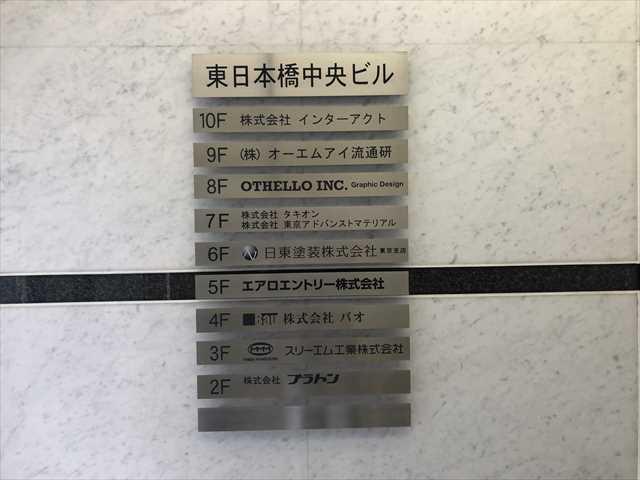 東日本橋中央ビル
10F 株式会社 インターアクト
9F (株) オーエムアイ流通研
8F OTHELLO INC. Graphic Design
7F 株式会社 タキオン
株式会社 東京アドバンストマテリアル
6F 日東塗装株式会社 東京支店
5F エアロエントリー株式会社
4F 株式会社 バオ
3F スリーエム工業株式会社
2F 株式会社 プラトン